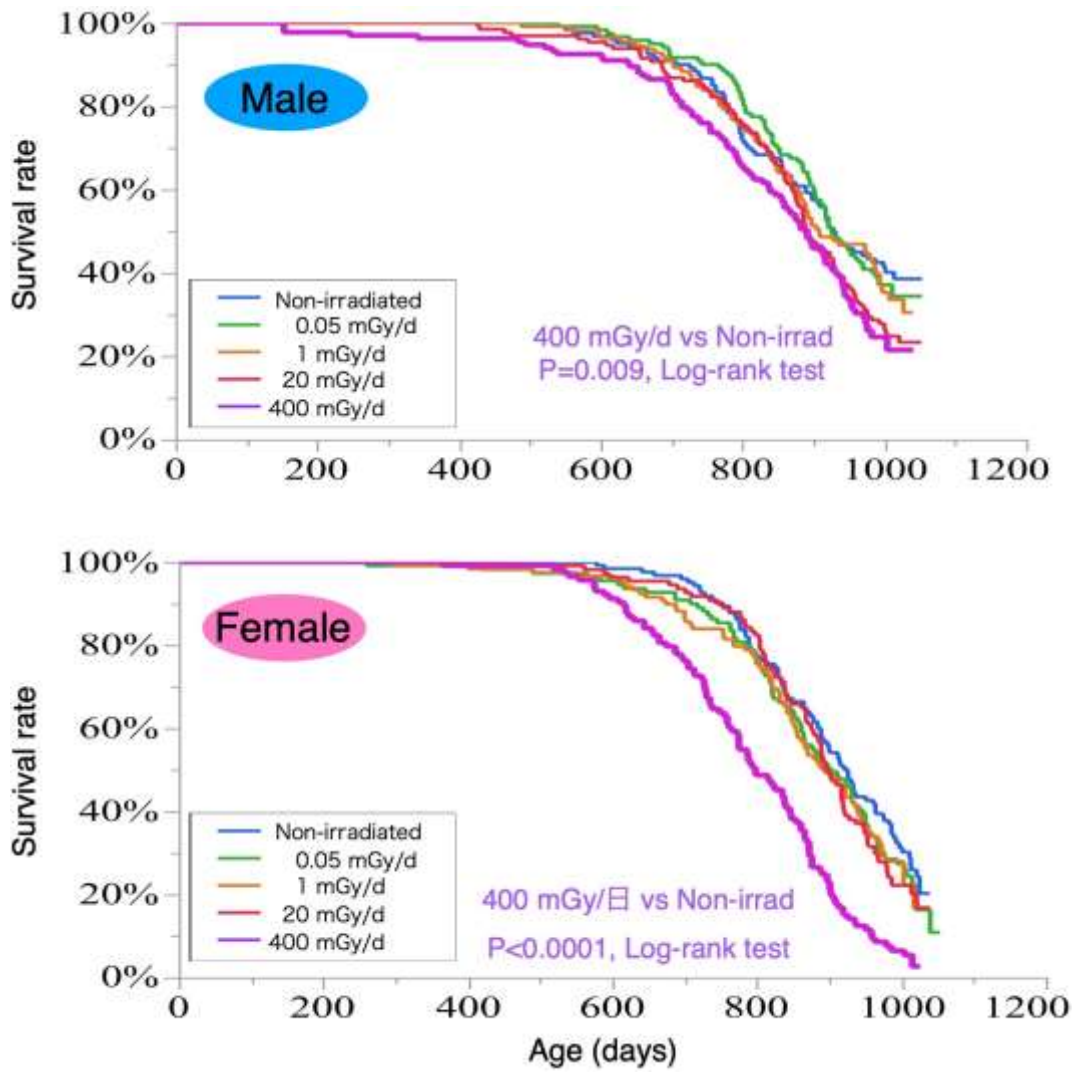 100%
80%
60%
40%
20%
0%
Survival rate
Male
Non-irradiated
0.05 mGy/d
1 mGy/d
20 mGy/d
400 mGy/d
400 mGy/d vs Non-irrad
P=0.009, Log-rank test
0 200 400 600 800 1000 1200
100%
80%
60%
40%
20%
0%
Survival rate
Female
Non-irradiated
0.05 mGy/d
1 mGy/d
20 mGy/d
400 mGy/d
400 mGy/日 vs Non-irrad
P<0.0001, Log-rank test
0 200 400 600 800 1000 1200
Age (days)